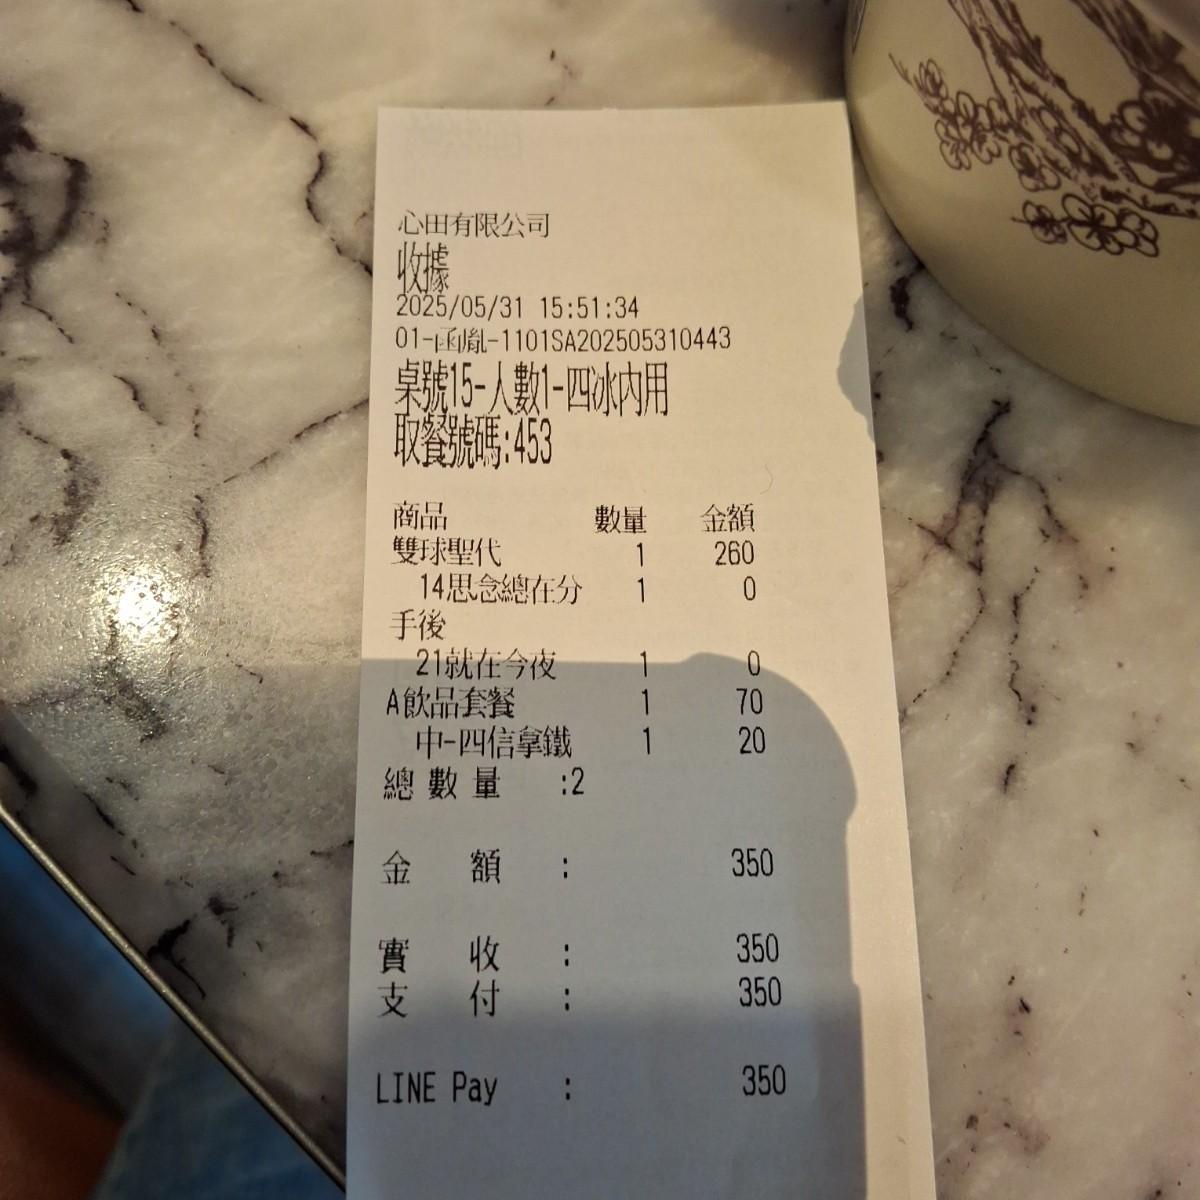 心田有限公司
收據
2025/05/31 15:51:34
01-函胤-1101SA202505310443
桌號15-人數1-四冰內用
取餐號碼:453
商品 數量 金額
雙球聖代 1 260
14思念總在分 1 0
手後
21就在今夜 1 0
A飲品套餐 1 70
中-四信拿鐵 1 20
總數量 :2
金額 : 350
實收 : 350
支付 : 350
LINE Pay : 350